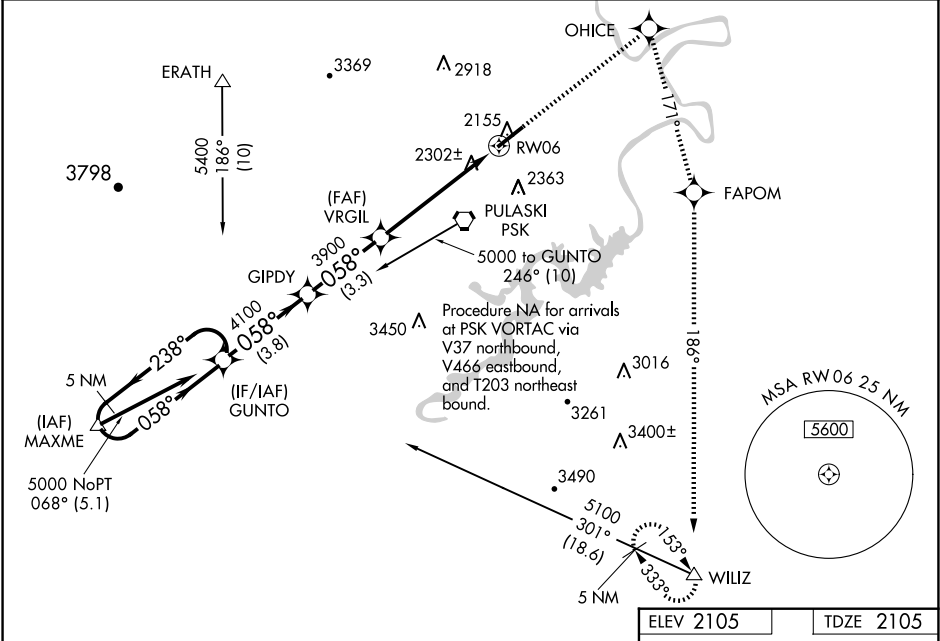 OHICE
ERATH
3369
2918
171°
5400
186°
(10)
2155
RW06
2302±
3798
2363
FAPOM
(FAF)
VRGIL
PULASKI
PSK
3900
058°
(3.3)
5000 to GUNTO
246° (10)
GIPDY
4100
058°
(3.8)
3450
Procedure NA for arrivals
at PSK VORTAC via
V37 northbound,
V466 eastbound,
and T203 northeast
bound.
186°
238°
5 NM
058°
(IF/IAF)
GUNTO
3016
MSA RW 06 25 NM
5600
(IAF)
MAXME
3261
3400±
5000 NoPT
068° (5.1)
3490
5100
301°
(18.6)
153°
333°
WILIZ
5 NM
ELEV 2105
TDZE 2105